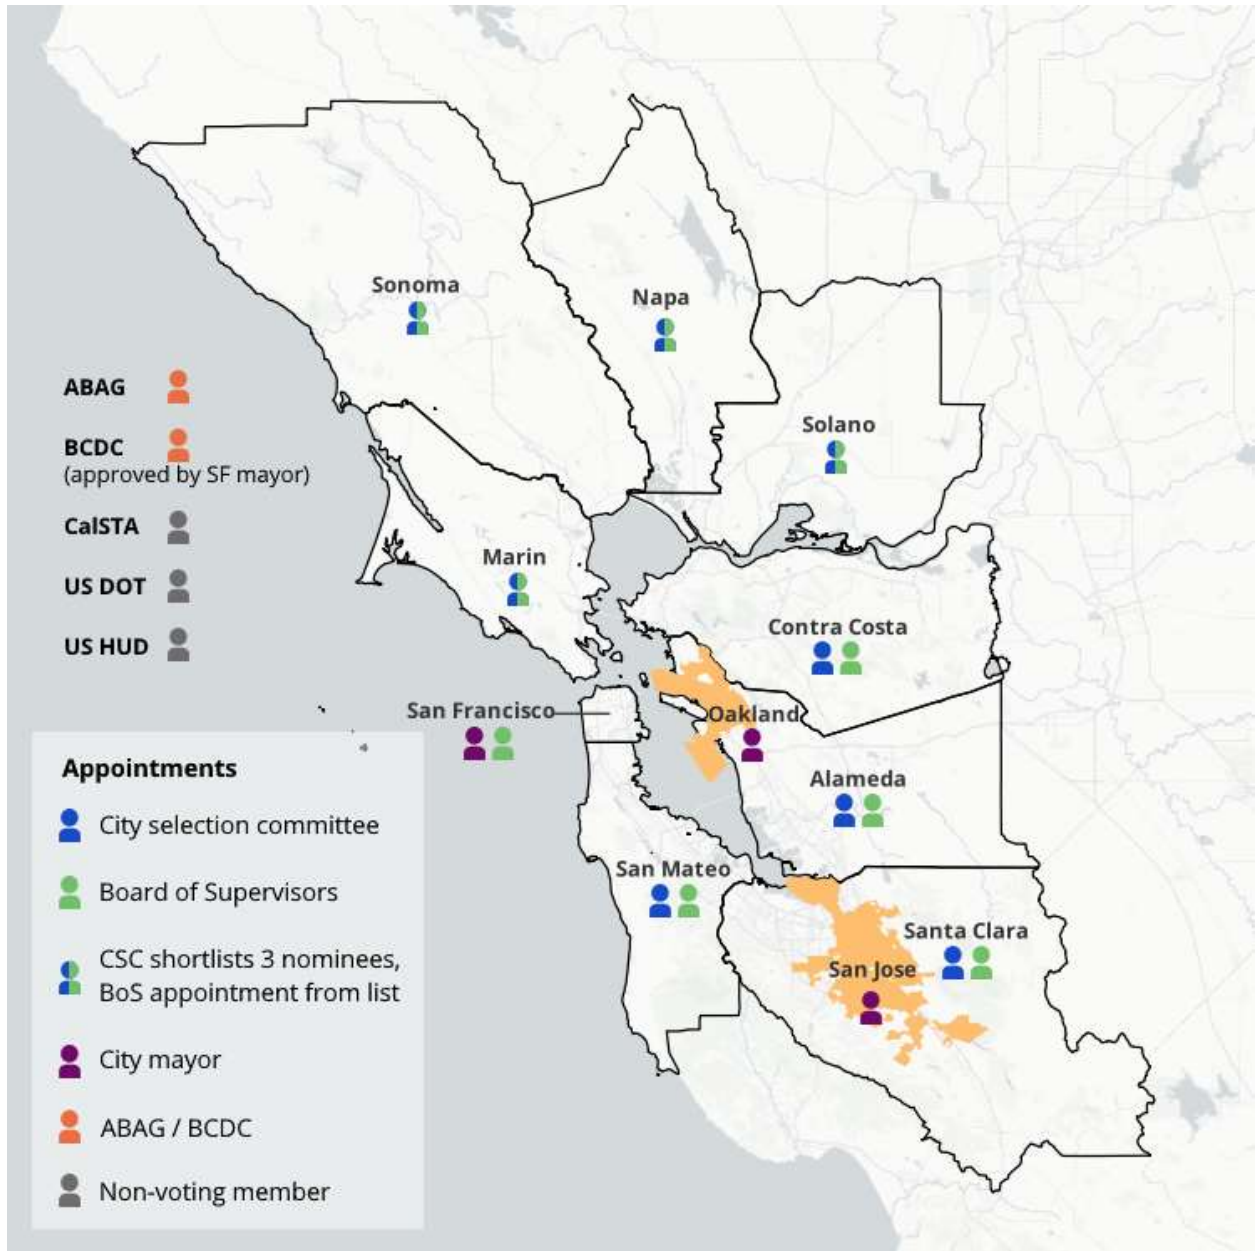 Sonoma
Napa
Solano
ABAG
BCDC
(approved by SF mayor)
CalSTA
US DOT
US HUD
Marin
Contra Costa
San Francisco
Oakland
Alameda
San Mateo
Santa Clara
San Jose
Appointments
City selection committee
Board of Supervisors
CSC shortlists 3 nominees,
BoS appointment from list
City mayor
ABAG / BCDC
Non-voting member